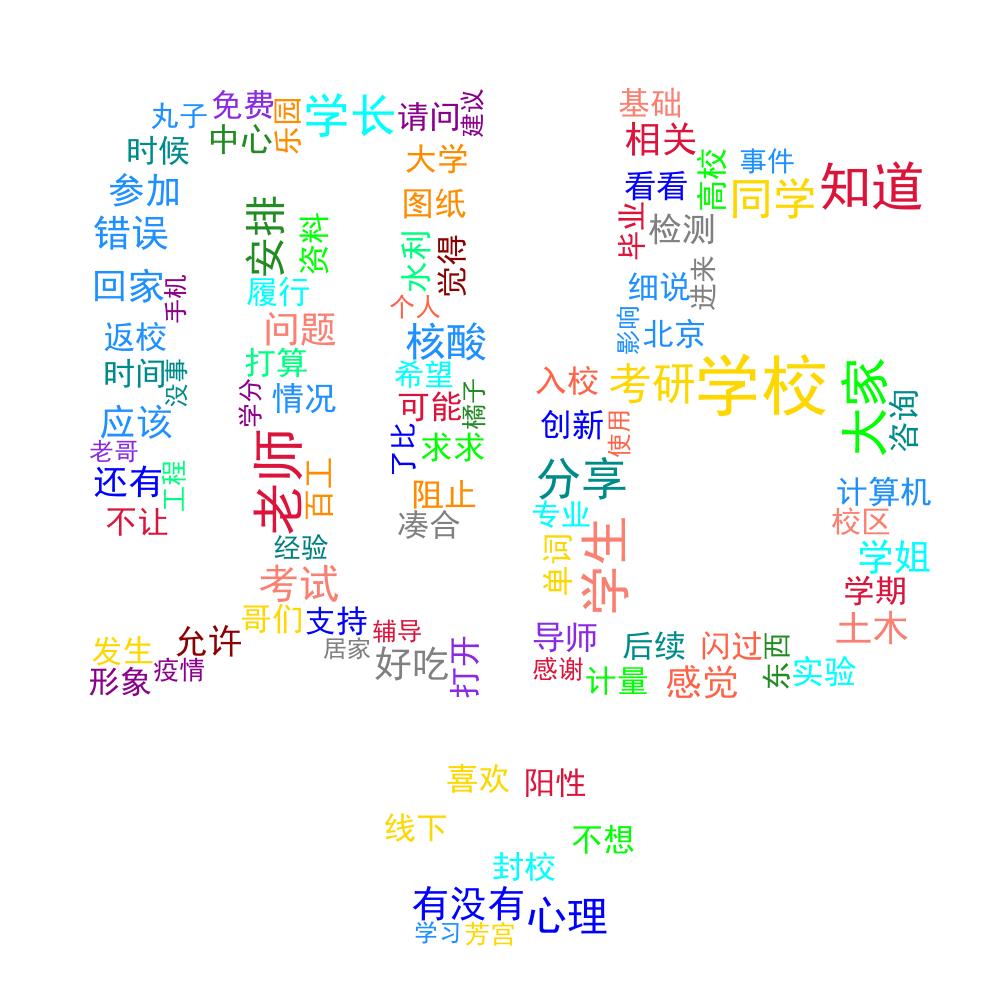 丸子
免费
乐园
学长
请问
建议
时候
中心
大学
参加
图纸
错误
安排
资料
水利
觉得
回家
手机
履行
个人
返校
问题
核酸
时间
没事
打算
希望
应该
学分
情况
可能
橘子
老哥
了比
求求
还有
工程
老师
百工
阻止
不让
凑合
经验
考试
哥们
支持
辅导
发生
允许
居家
好吃
打开
形象
疫情
基础
相关
高校
事件
知道
看看
同学
毕业
检测
细说
进来
影响
北京
入校
考研
学校
大家
咨询
创新
使用
分享
计算机
专业
校区
单词
学生
学姐
学期
导师
后续
闪过
东西
土木
感谢
计量
感觉
实验
喜欢
阳性
线下
不想
封校
有没有
心理
学习
芳宫